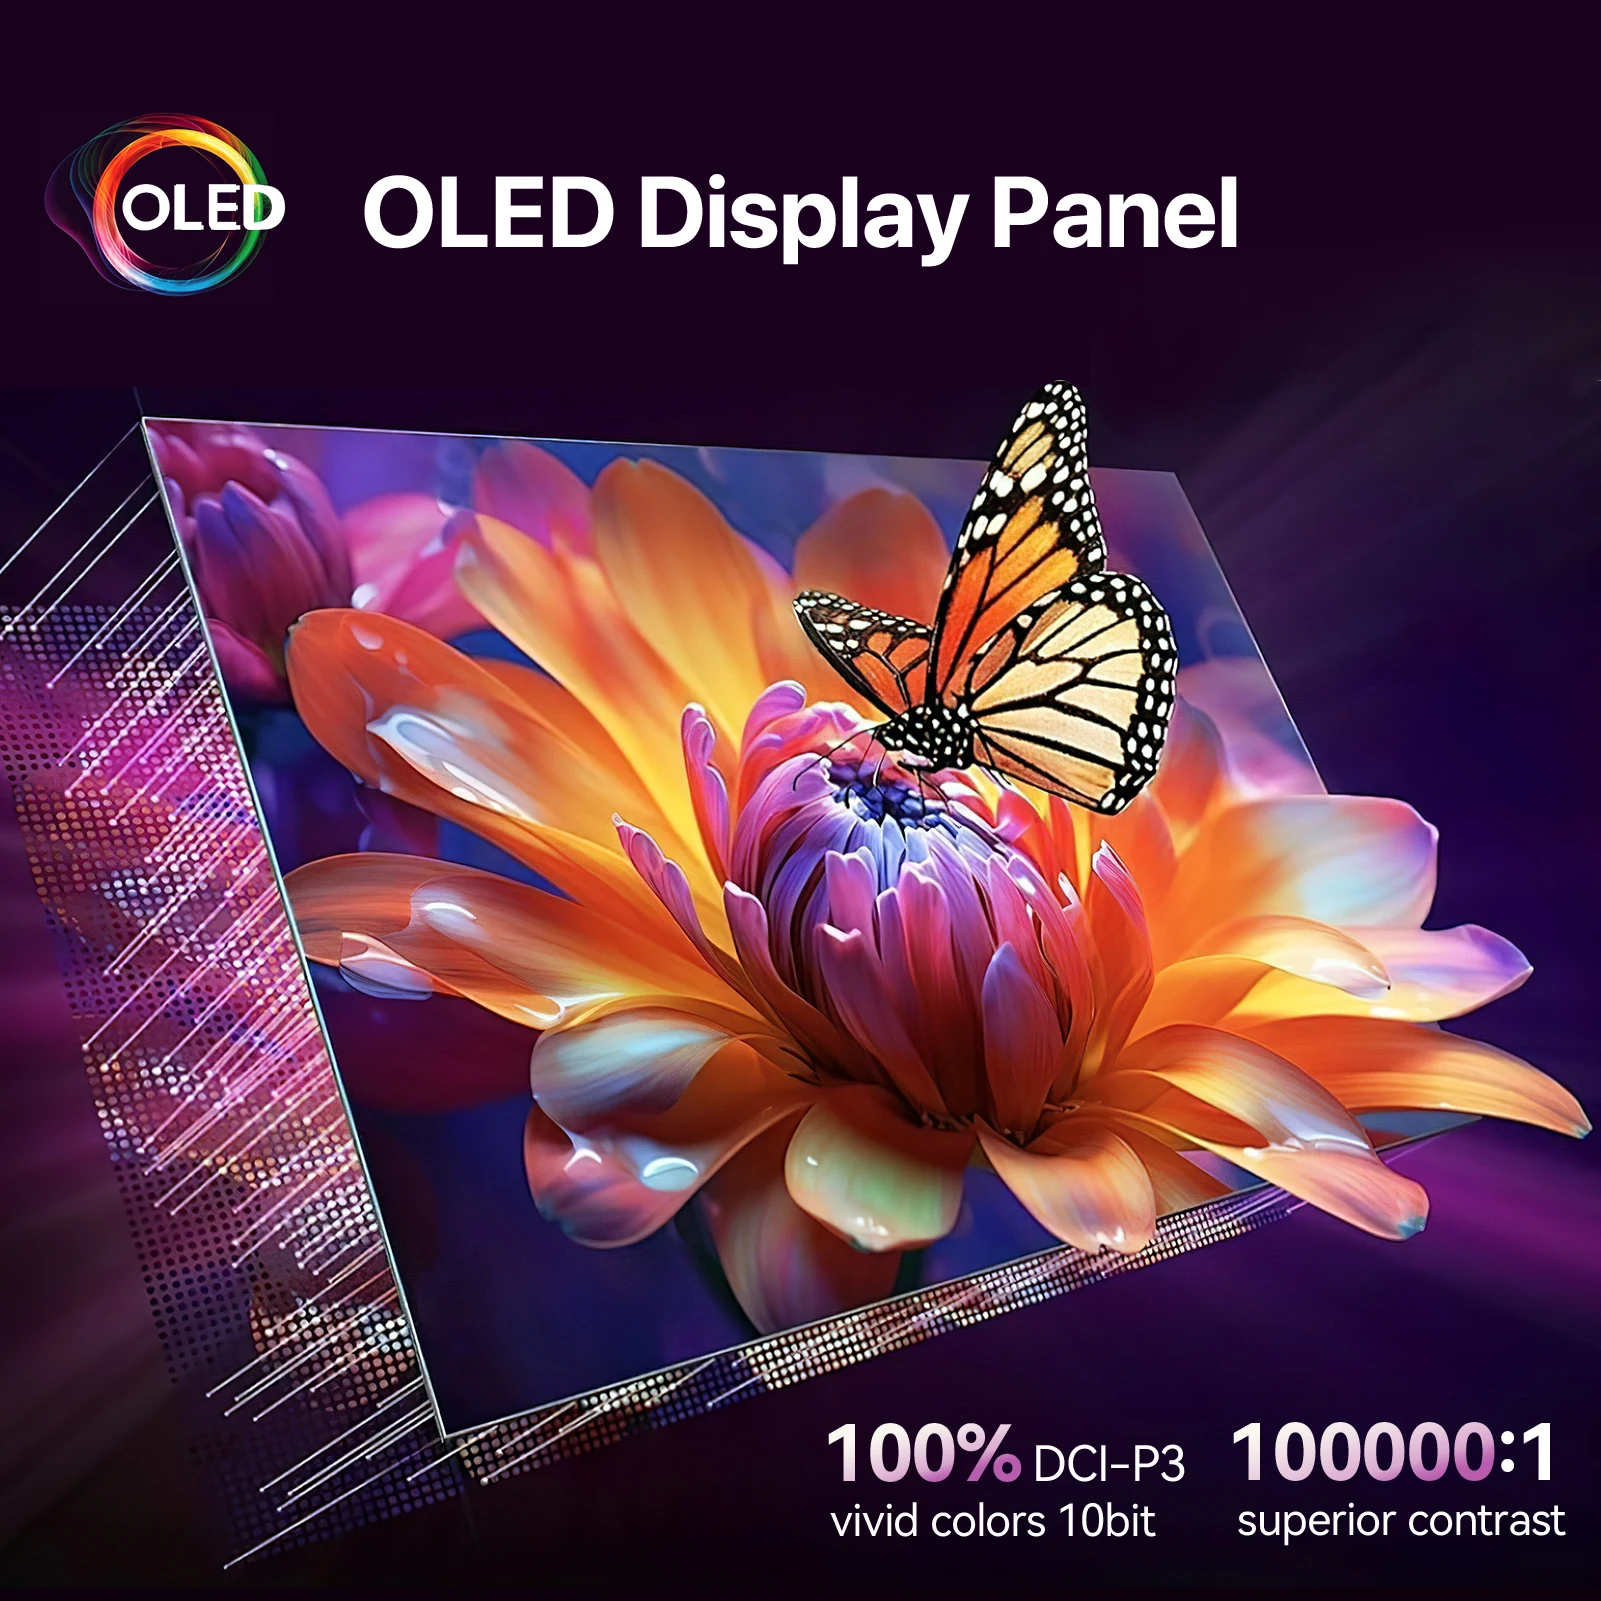 OLED
OLED Display Panel
100% DCI-P3
vivid colors 10bit
100000:1
superior contrast